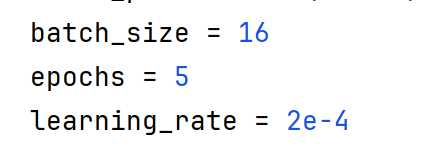 batch_size = 16
epochs = 5
learning_rate = 2e-4